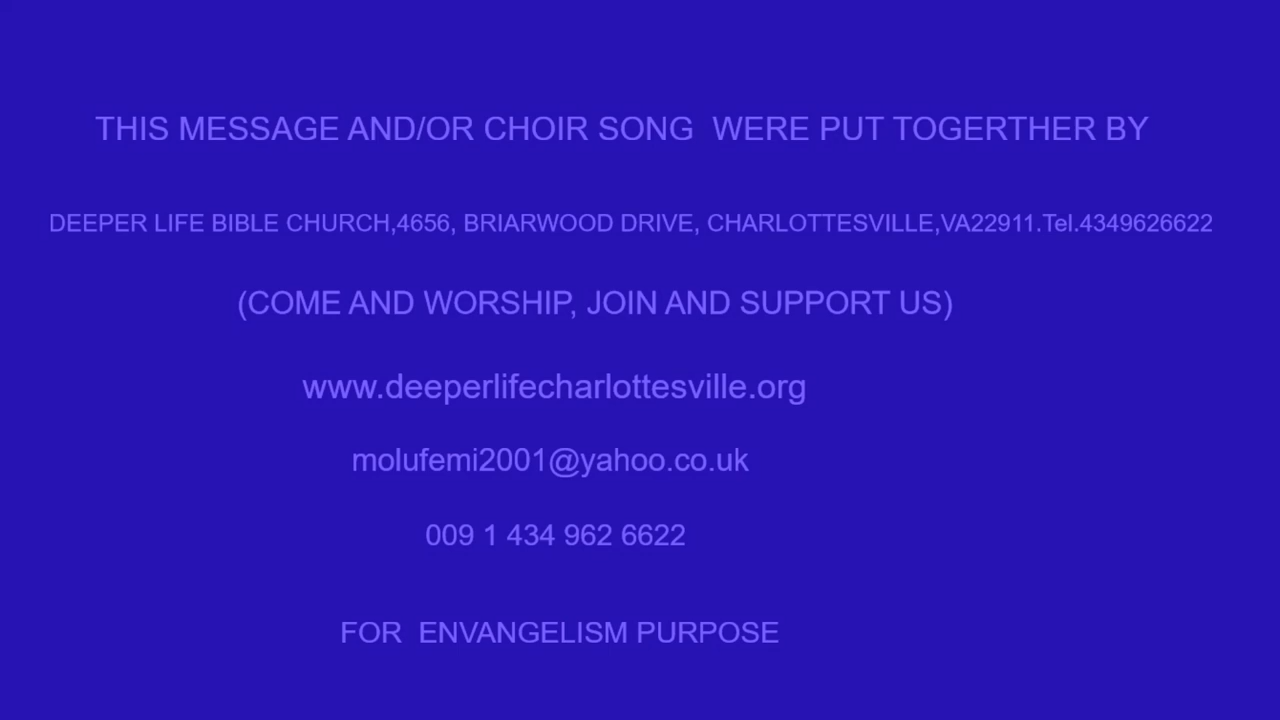 THIS MESSAGE AND/OR CHOIR SONG  WERE PUT TOGERTHER BY
DEEPER LIFE BIBLE CHURCH,4656, BRIARWOOD DRIVE, CHARLOTTESVILLE,VA22911.Tel.4349626622
(COME AND WORSHIP, JOIN AND SUPPORT US)
www.deeperlifecharlottesville.org
molufemi2001@yahoo.co.uk
009 1 434 962 6622
FOR  ENVANGELISM PURPOSE